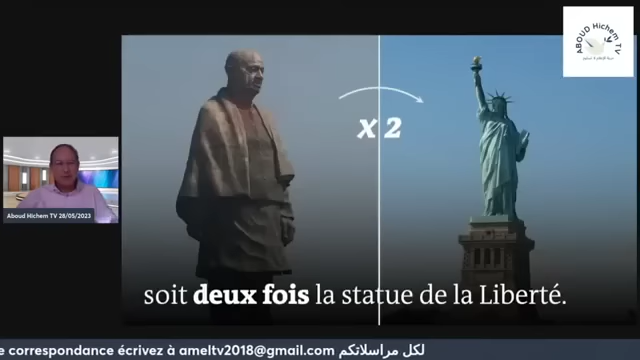 ABOUD Hichem TV
X 2
Aboud Hichem TV 28/05/2023
soit deux fois la statue de la Liberté.
e correspondance écrivez à ameltv2018@gmail.com لكل مراسلاتكم